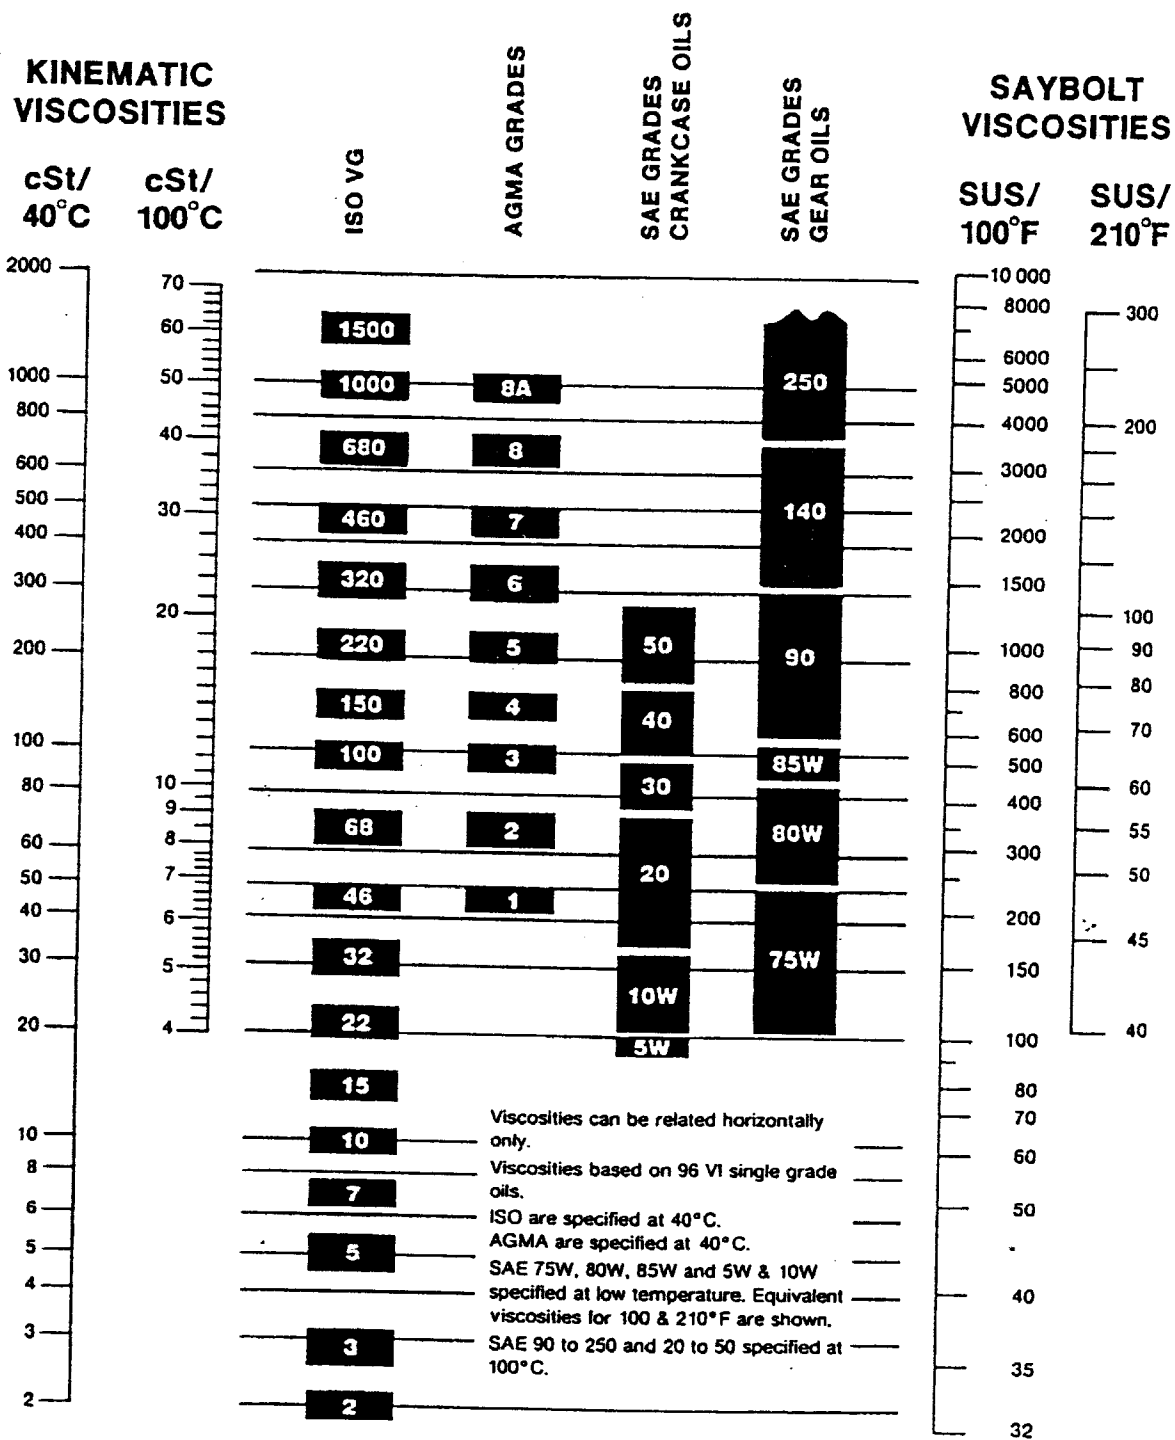 KINEMATIC
VISCOSITIES
cSt/
40°C
cSt/
100°C
ISO VG
AGMA GRADES
SAE GRADES
CRANKCASE OILS
SAE GRADES
GEAR OILS
SAYBOLT
VISCOSITIES
SUS/
100°F
SUS/
210°F
2000
1000
800
600
500
400
300
200
100
80
60
50
40
30
20
10
8
6
5
4
3
2
70
60
50
40
30
20
10
9
8
7
6
5
4
1500
1000
680
460
320
220
150
100
68
46
32
22
15
10
7
5
3
2
8A
8
7
6
5
4
3
2
1
50
40
30
20
10W
5W
250
140
90
85W
80W
75W
10 000
8000
6000
5000
4000
3000
2000
1500
1000
800
600
500
400
300
200
150
100
80
70
60
50
40
35
32
300
200
100
90
80
70
60
55
50
45
40
Viscosities can be related horizontally
only.
Viscosities based on 96 VI single grade
oils.
ISO are specified at 40°C.
AGMA are specified at 40°C.
SAE 75W, 80W, 85W and 5W & 10W
specified at low temperature. Equivalent
viscosities for 100 & 210°F are shown.
SAE 90 to 250 and 20 to 50 specified at
100°C.